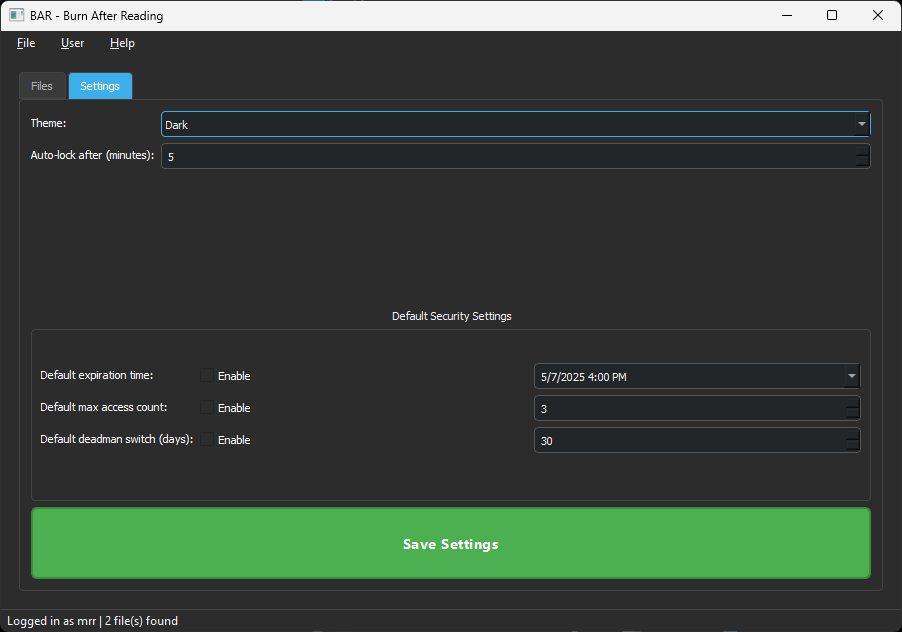 BAR - Burn After Reading
File User Help
Files Settings
Theme: Dark
Auto-lock after (minutes): 5
Default Security Settings
Default expiration time: Enable 5/7/2025 4:00 PM
Default max access count: Enable 3
Default deadman switch (days): Enable 30
Save Settings
Logged in as mrr | 2 file(s) found